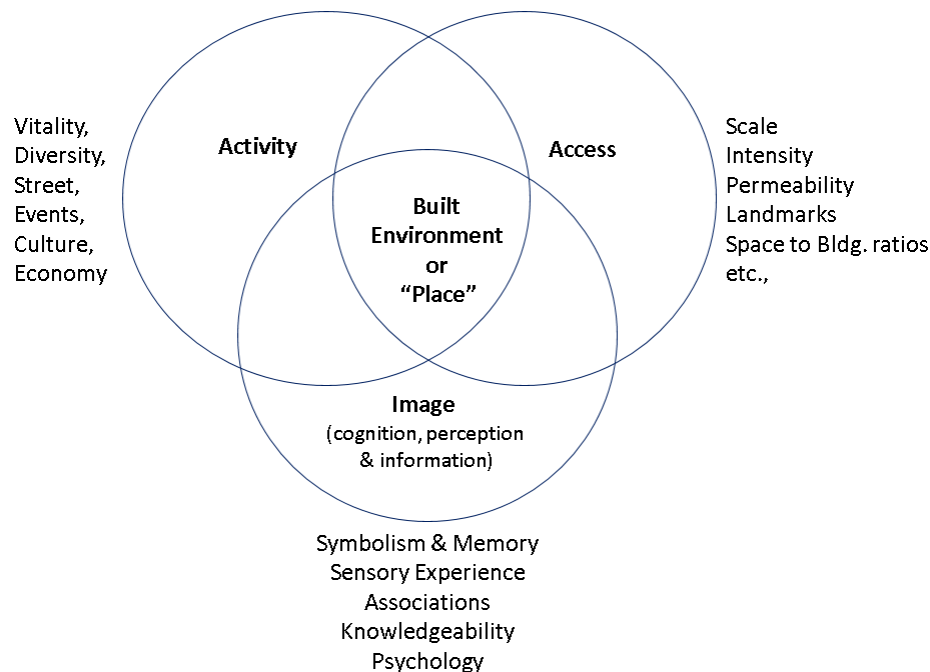 Vitality,
Diversity,
Street,
Events,
Culture,
Economy
Activity
Access
Built
Environment
or
“Place”
Scale
Intensity
Permeability
Landmarks
Space to Bldg. ratios
etc.,
Image
(cognition, perception
& information)
Symbolism & Memory
Sensory Experience
Associations
Knowledgeability
Psychology